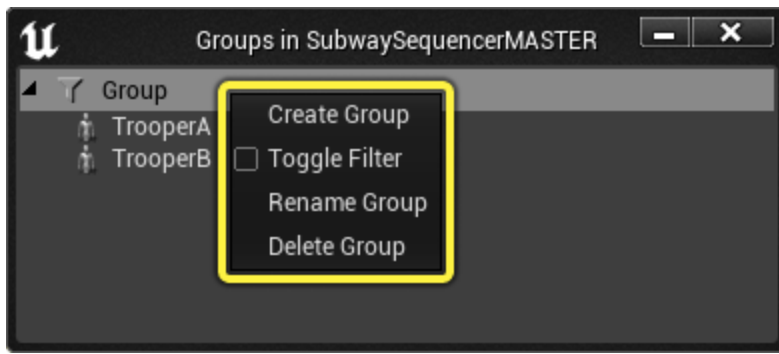 Groups in SubwaySequencerMASTER
Group
TrooperA
TrooperB
Create Group
Toggle Filter
Rename Group
Delete Group